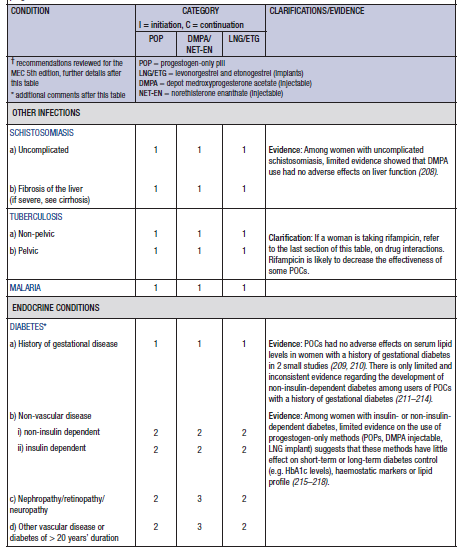 CONDITION CATEGORY CLARIFICATIONS/EVIDENCE
I = initiation, C = continuation
POP DMPA/ LNG/ETG
NET-EN
† recommendations reviewed for the
MEC 5th edition, further details after
this table
* additional comments after this table
POP = progestogen-only pill
LNG/ETG = levonorgestrel and etonogestrel (implants)
DMPA = depot medroxyprogesterone acetate (injectable)
NET-EN = norethisterone enanthate (injectable)
OTHER INFECTIONS
SCHISTOSOMIASIS
a) Uncomplicated 1 1 1 Evidence: Among women with uncomplicated
schistosomiasis, limited evidence showed that DMPA
use had no adverse effects on liver function (208).
b) Fibrosis of the liver 1 1 1
(if severe, see cirrhosis)
TUBERCULOSIS
a) Non-pelvic 1 1 1
b) Pelvic 1 1 1
Clarification: If a woman is taking rifampicin, refer
to the last section of this table, on drug interactions.
Rifampicin is likely to decrease the effectiveness of
some POCs.
MALARIA 1 1 1
ENDOCRINE CONDITIONS
DIABETES*
a) History of gestational disease 1 1 1 Evidence: POCs had no adverse effects on serum lipid
levels in women with a history of gestational diabetes
in 2 small studies (209, 210). There is only limited and
inconsistent evidence regarding the development of
non-insulin-dependent diabetes among users of POCs
with a history of gestational diabetes (211–214).
b) Non-vascular disease Evidence: Among women with insulin- or non-insulin-
i) non-insulin dependent 2 2 2 dependent diabetes, limited evidence on the use of
progestogen-only methods (POPs, DMPA injectable,
ii) insulin dependent 2 2 2 LNG implant) suggests that these methods have little
effect on short-term or long-term diabetes control
(e.g. HbA1c levels), haemostatic markers or lipid
profile (215–218).
c) Nephropathy/retinopathy/ 2 3 2
neuropathy
d) Other vascular disease or 2 3 2
diabetes of > 20 years' duration